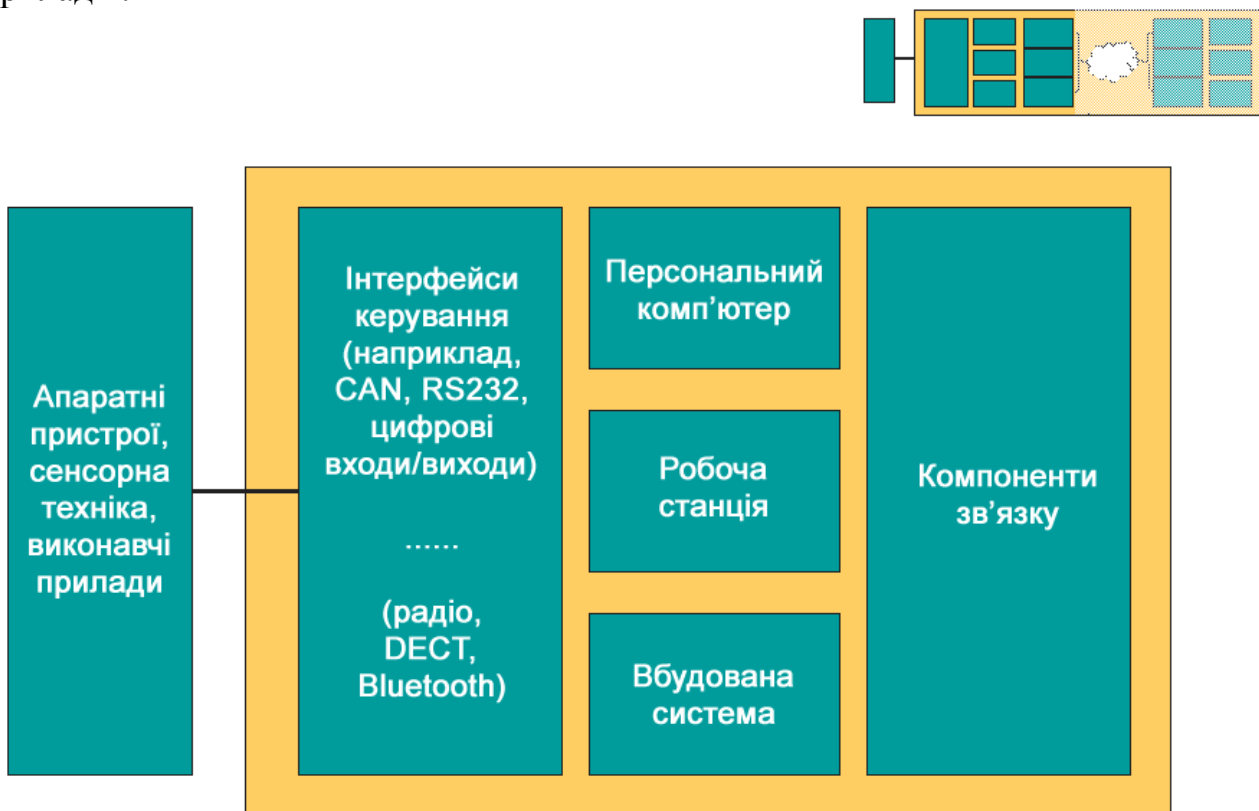 Апаратні
пристрої,
сенсорна
техніка,
виконавчі
прилади
Інтерфейси
керування
(наприклад,
CAN, RS232,
цифрові
входи/виходи)
......
(радіо,
DECT,
Bluetooth)
Персональний
комп’ютер
Робоча
станція
Вбудована
система
Компоненти
зв’язку